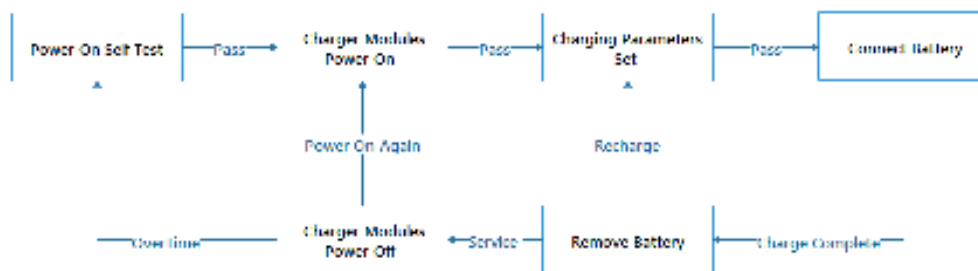 Power On Self Test
Pass
Charger Modules
Power On
Pass
Charging Parameters
Set
Pass
Connect Battery
Power On Again
Recharge
Overtime
Charger Modules
Power Off
Service
Remove Battery
Charge Complete